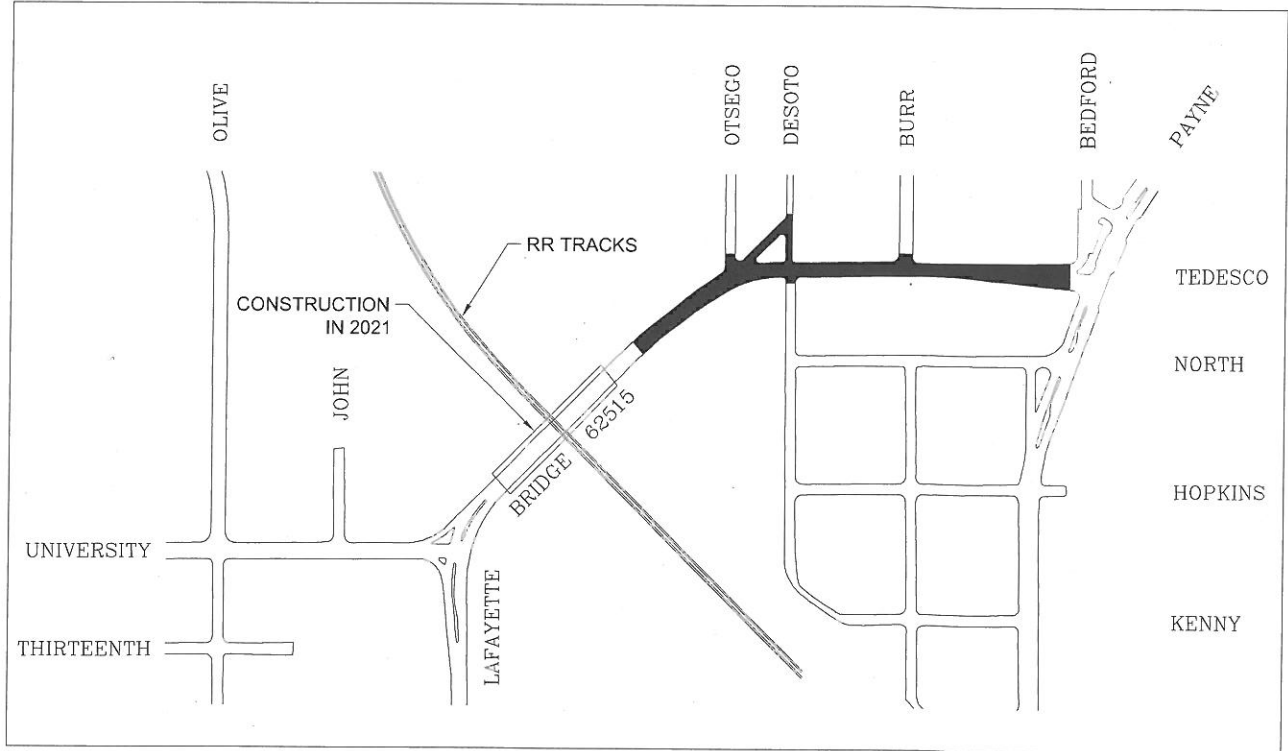 OLIVE
OTSEGO
DESOTO
BURR
BEDFORD
PAYNE
RR TRACKS
TEDESCO
CONSTRUCTION
IN 2021
NORTH
JOHN
BRIDGE 62515
HOPKINS
UNIVERSITY
LAFAYETTE
KENNY
THIRTEENTH